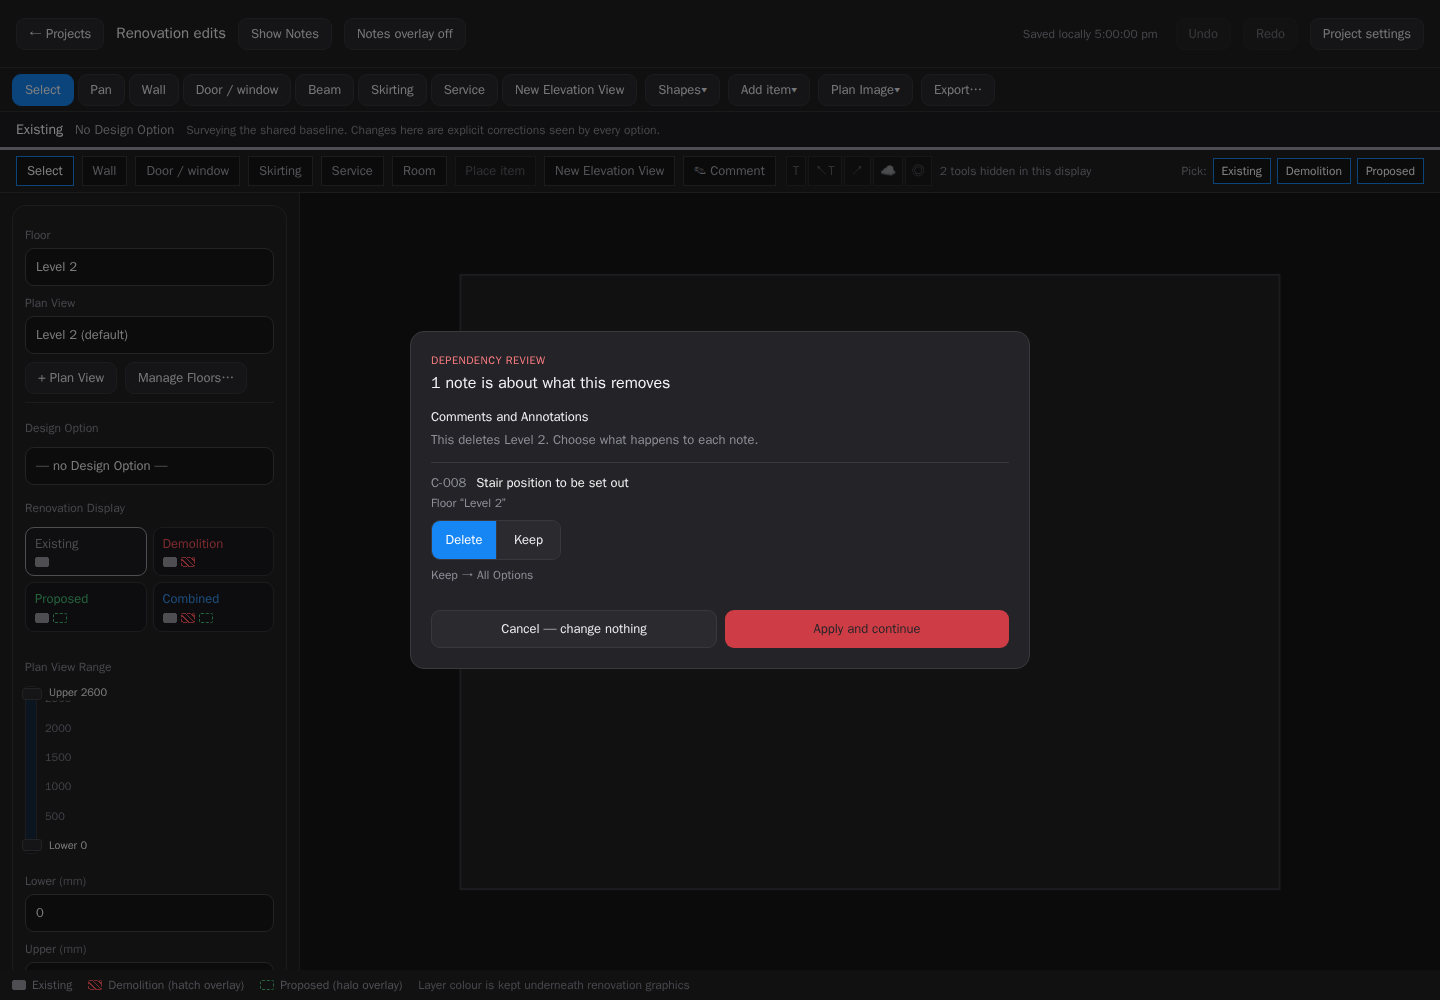 ← Projects
Renovation edits
Show Notes
Notes overlay off
Saved locally 5:00:00 pm
Undo
Redo
Project settings
Select
Pan
Wall
Door / window
Beam
Skirting
Service
New Elevation View
Shapes▾
Add item▾
Plan Image▾
Export…
Existing
No Design Option
Surveying the shared baseline. Changes here are explicit corrections seen by every option.
Select
Wall
Door / window
Skirting
Service
Room
Place item
New Elevation View
✎ Comment
T
↖T
↗
☁
◎
2 tools hidden in this display
Pick:
Existing
Demolition
Proposed
Floor
Level 2
Plan View
Level 2 (default)
+ Plan View
Manage Floors…
Design Option
— no Design Option —
Renovation Display
Existing
Demolition
Proposed
Combined
Plan View Range
Upper 2600
2000
1500
1000
500
Lower 0
Lower (mm)
0
Upper (mm)
DEPENDENCY REVIEW
1 note is about what this removes
Comments and Annotations
This deletes Level 2. Choose what happens to each note.
C-008 Stair position to be set out
Floor “Level 2”
Delete
Keep
Keep → All Options
Cancel — change nothing
Apply and continue
Existing
Demolition (hatch overlay)
Proposed (halo overlay)
Layer colour is kept underneath renovation graphics